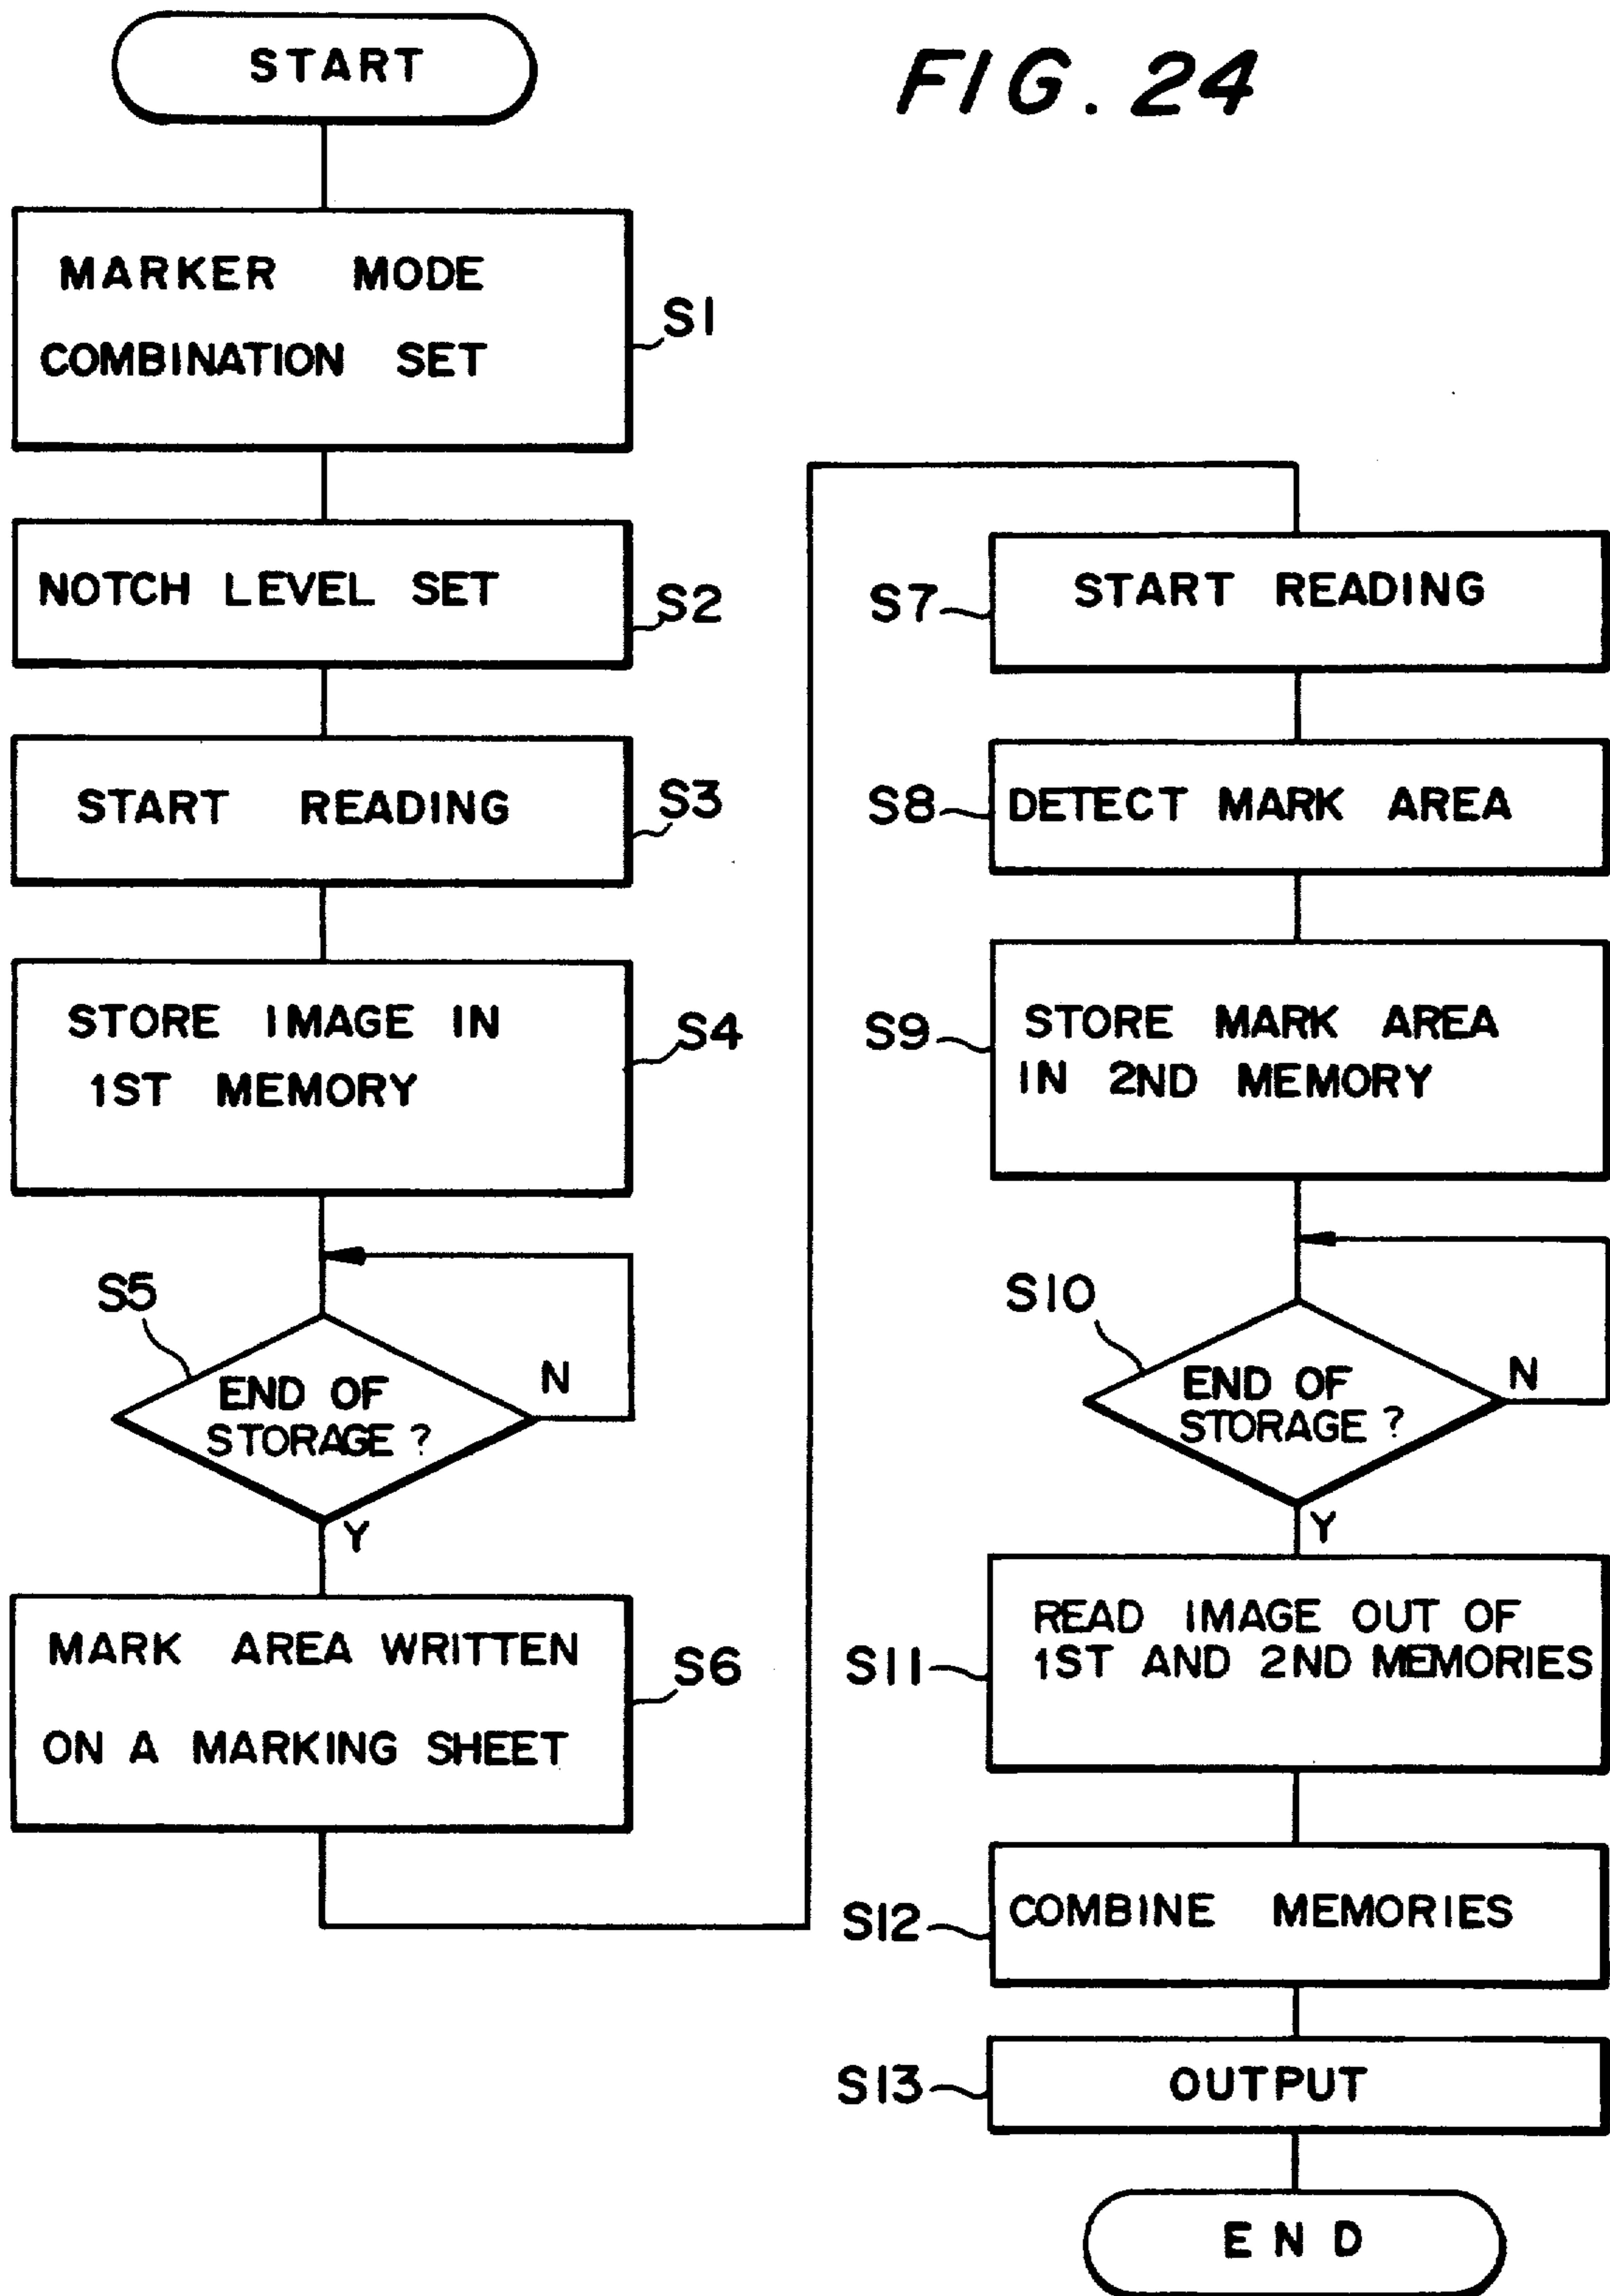 FIG. 24
START
MARKER MODE
COMBINATION SET
S1
NOTCH LEVEL SET
S2
START READING
S3
STORE IMAGE IN
1ST MEMORY
S4
S5
END OF
STORAGE ?
N
Y
MARK AREA WRITTEN
ON A MARKING SHEET
S6
S7
START READING
S8
DETECT MARK AREA
S9
STORE MARK AREA
IN 2ND MEMORY
S10
END OF
STORAGE ?
N
Y
S11
READ IMAGE OUT OF
1ST AND 2ND MEMORIES
S12
COMBINE MEMORIES
S13
OUTPUT
END